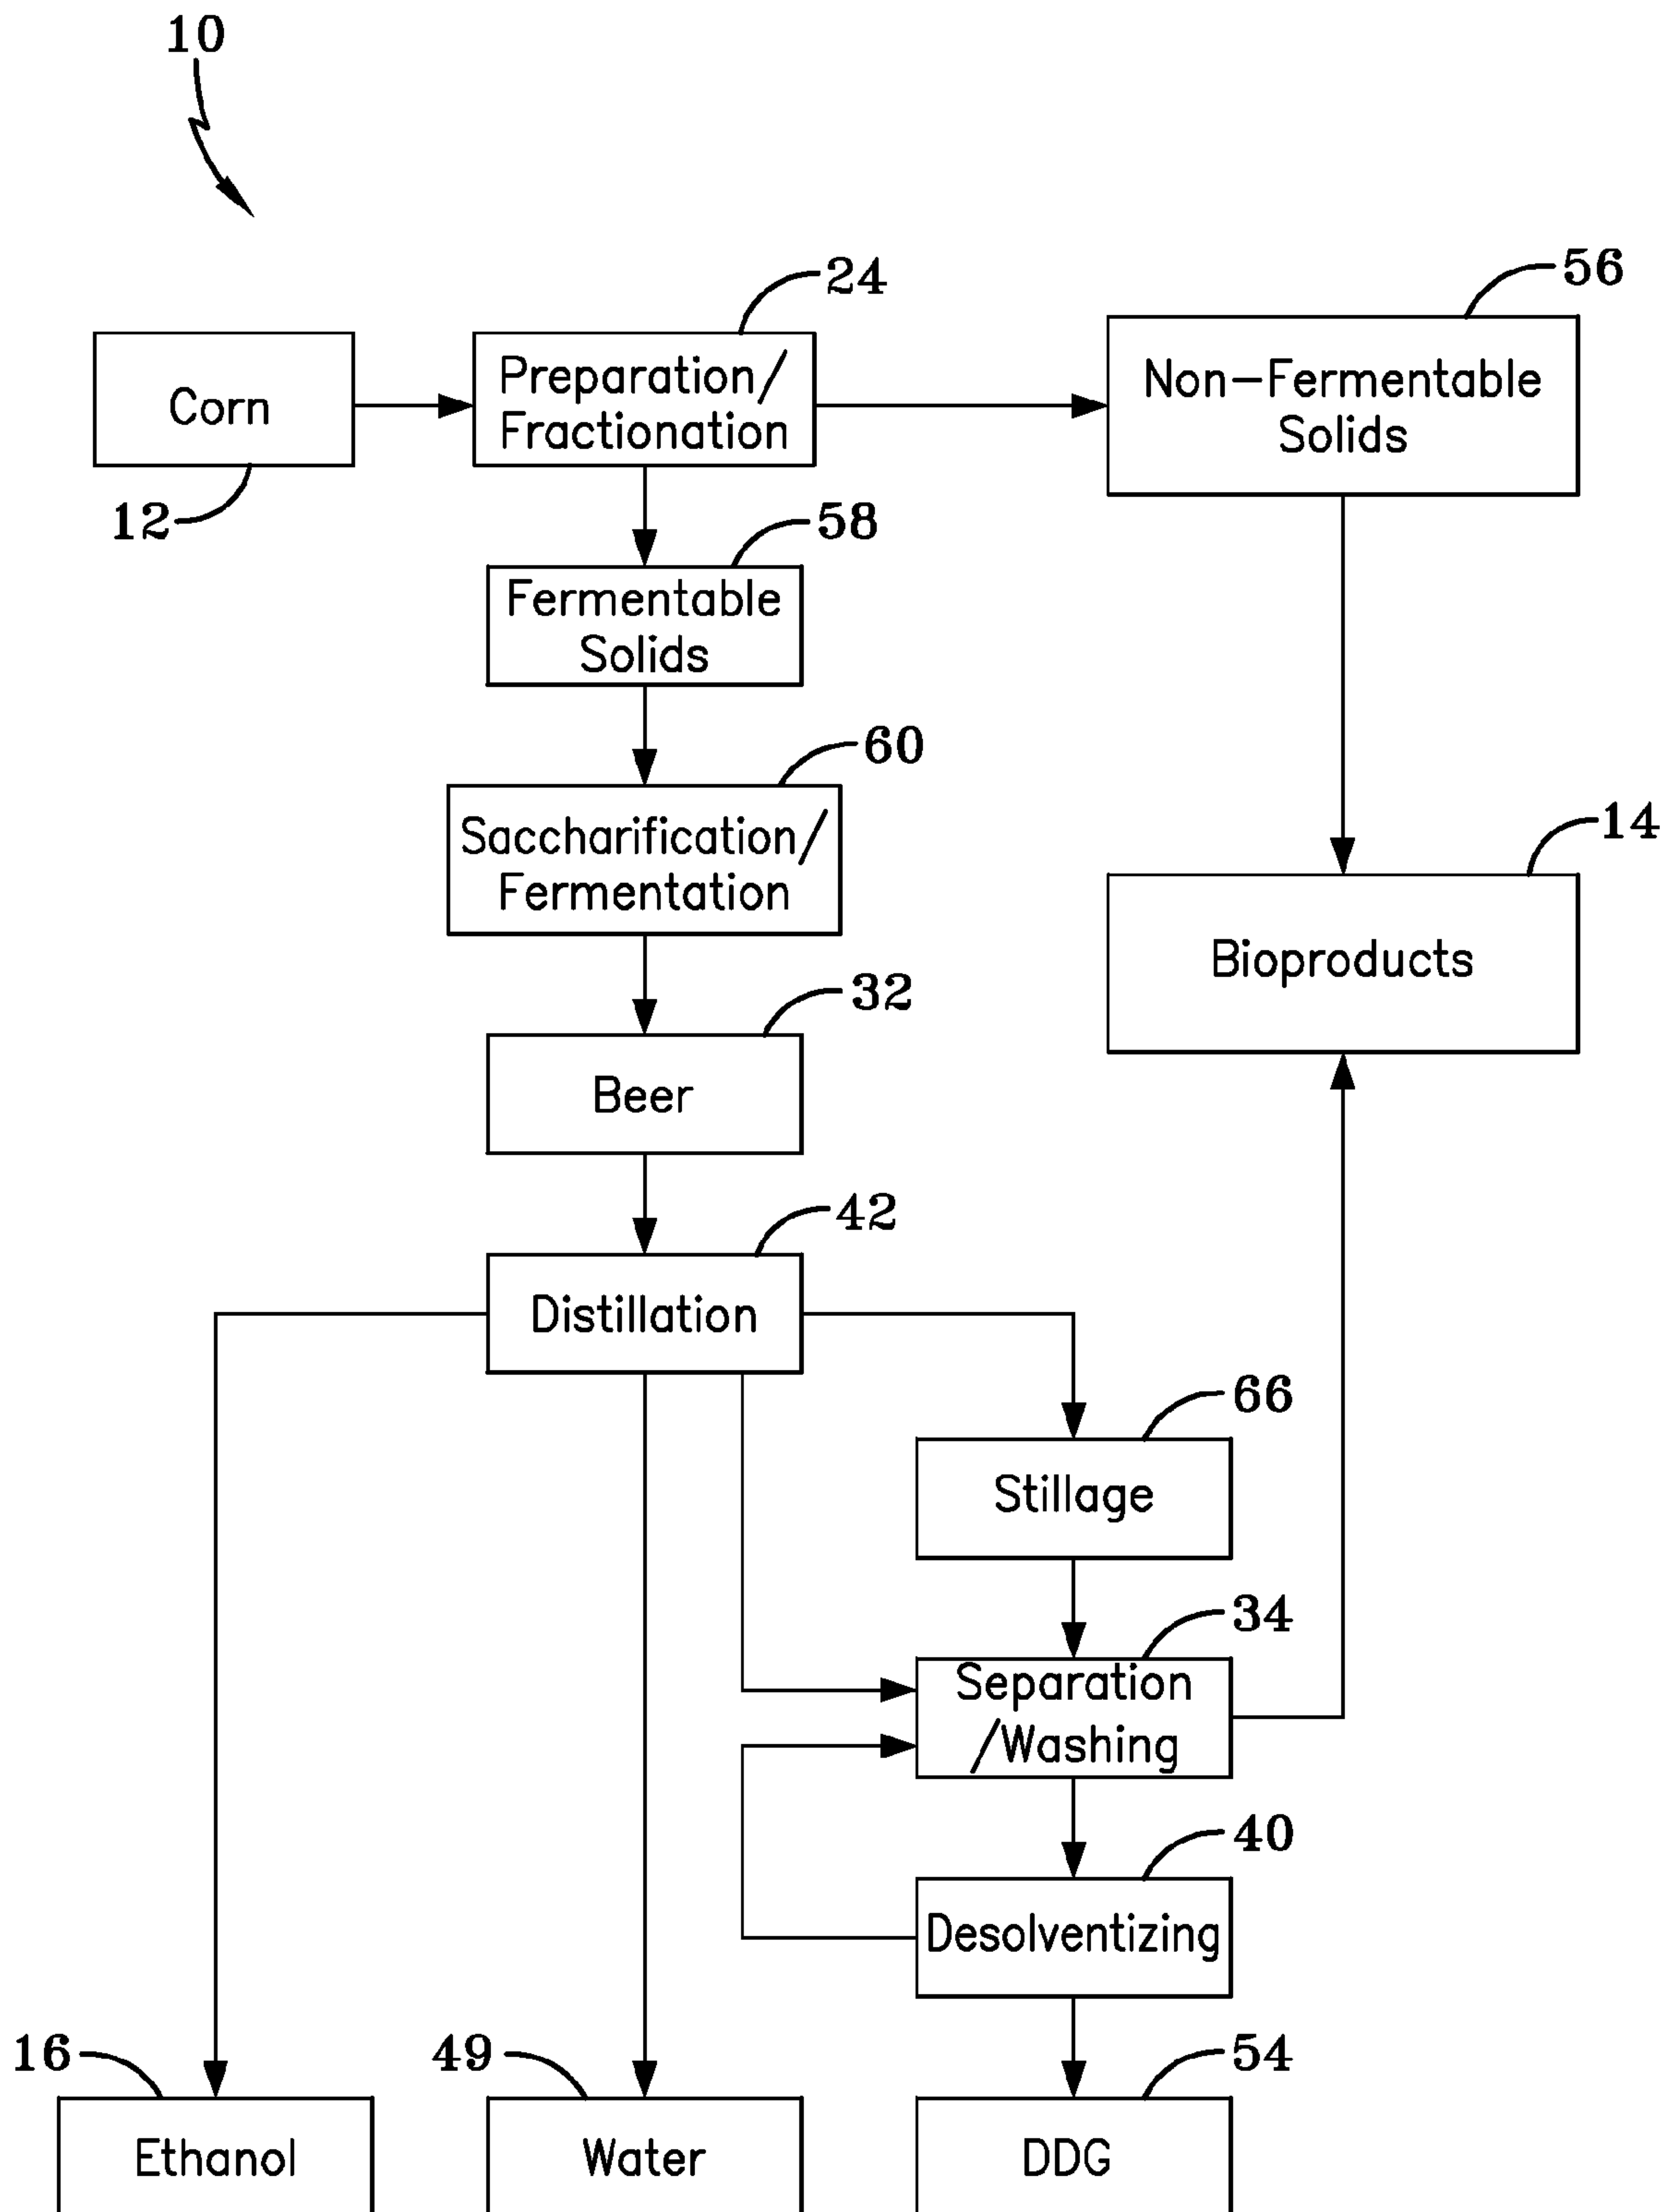 10
24
56
Corn
Preparation/
Fractionation
Non-Fermentable
Solids
12
58
Fermentable
Solids
60
Saccharification/
Fermentation
14
Bioproducts
32
Beer
42
Distillation
66
Stillage
34
Separation
/Washing
40
Desolventizing
16
49
54
Ethanol
Water
DDG